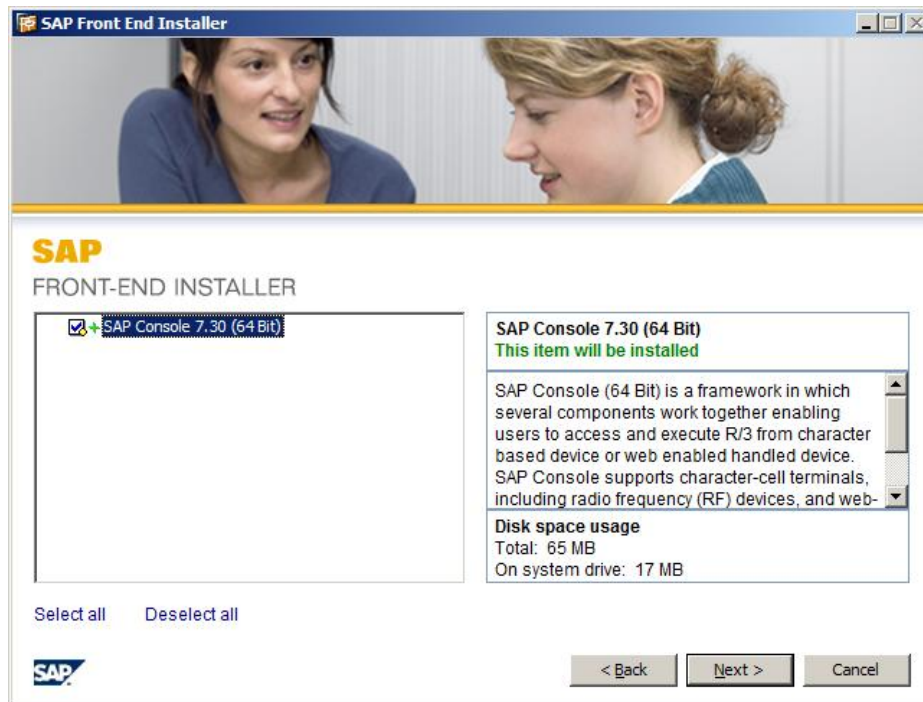 SAP Front End Installer
SAP
FRONT-END INSTALLER
SAP Console 7.30 (64 Bit)
SAP Console 7.30 (64 Bit)
This item will be installed
SAP Console (64 Bit) is a framework in which
several components work together enabling
users to access and execute R/3 from character
based device or web enabled handled device.
SAP Console supports character-cell terminals,
including radio frequency (RF) devices, and web-
Disk space usage
Total: 65 MB
On system drive: 17 MB
Select all Deselect all
SAP
< Back Next > Cancel